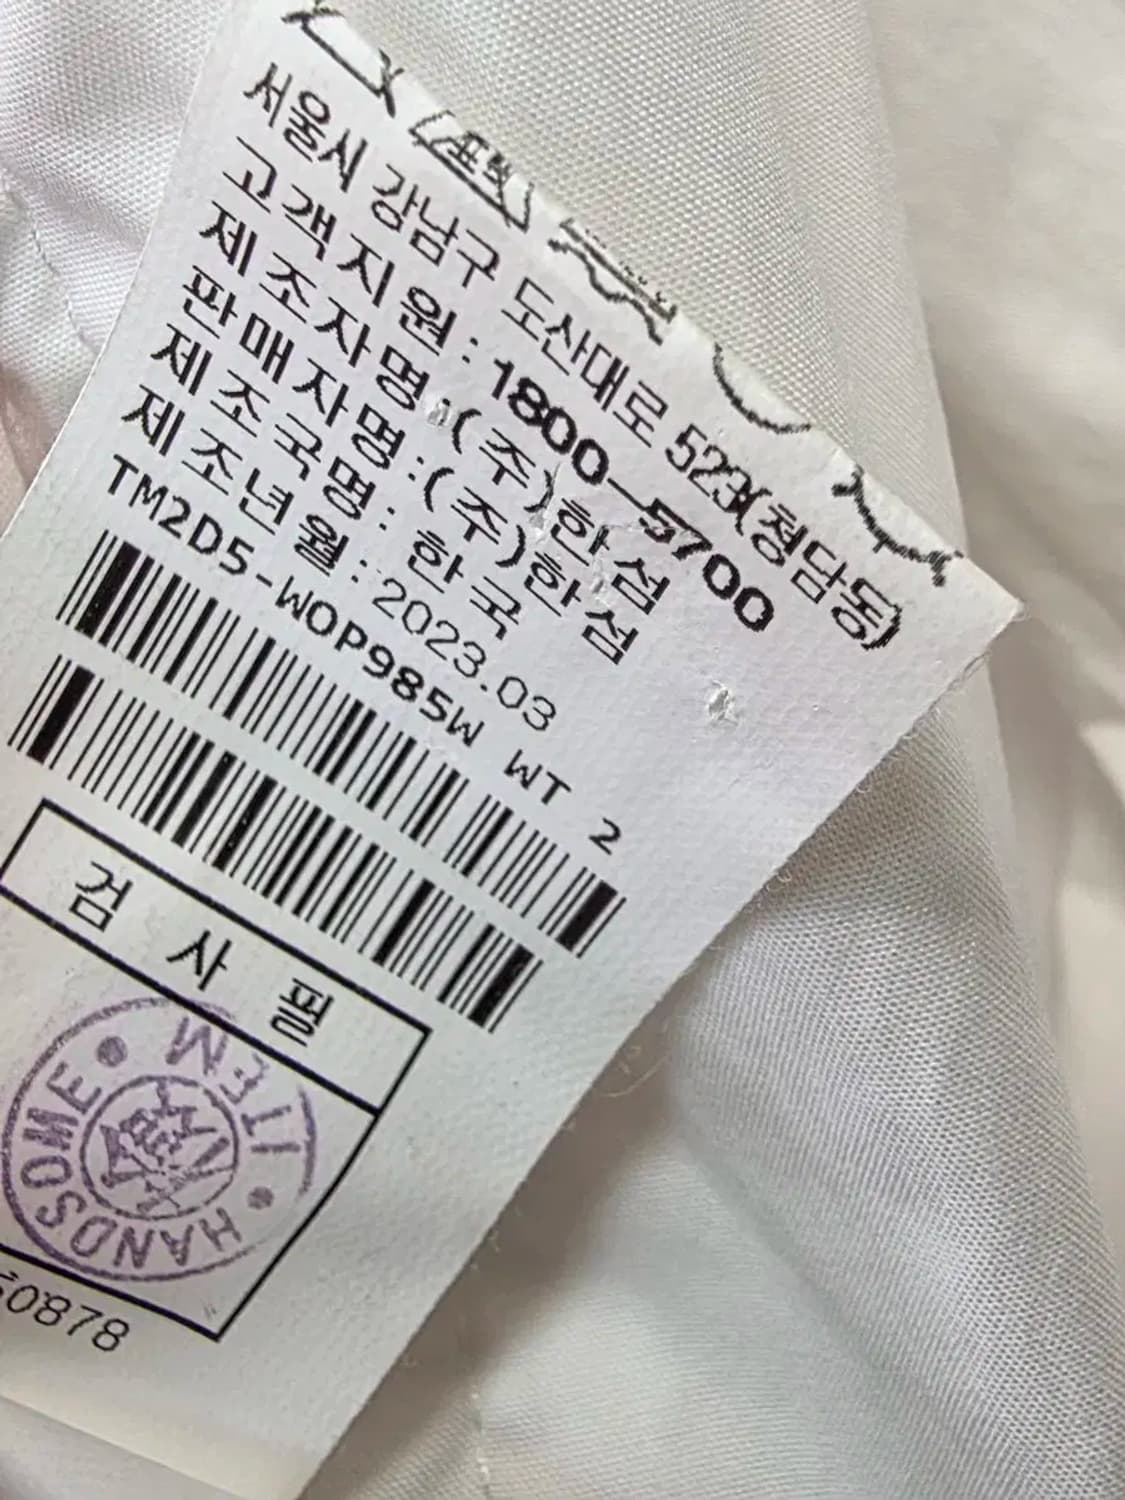 서울시 강남구 도산대로 523(청담동)
고객지원:1800-5700
제조자명:(주)한섬
판매자명:(주)한섬
제조국명:한국
제조년월:2023.03
TM2D5-WOP985W WT 2
검사필
HANDSOME • ITEM •
0878